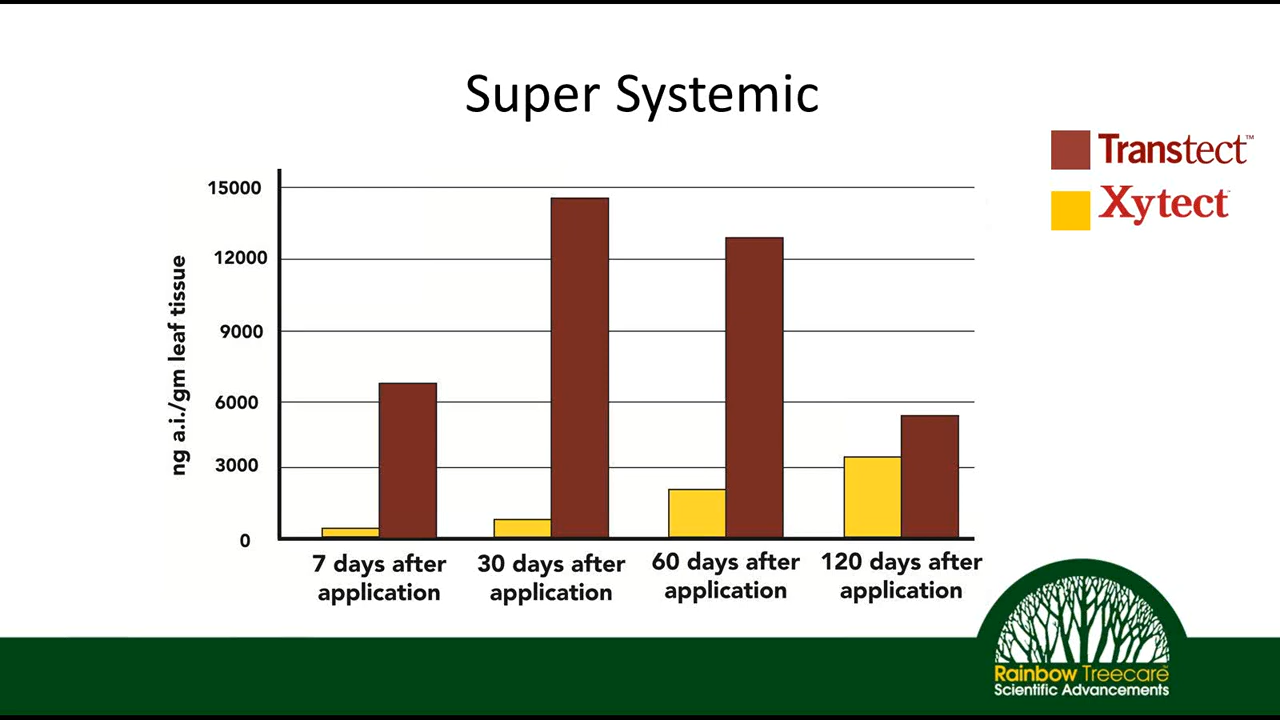 Super Systemic
Transtect™
Xytect™
ng a.i./gm leaf tissue
15000
12000
9000
6000
3000
0
7 days after
application
30 days after
application
60 days after
application
120 days after
application
Rainbow Treecare™
Scientific Advancements